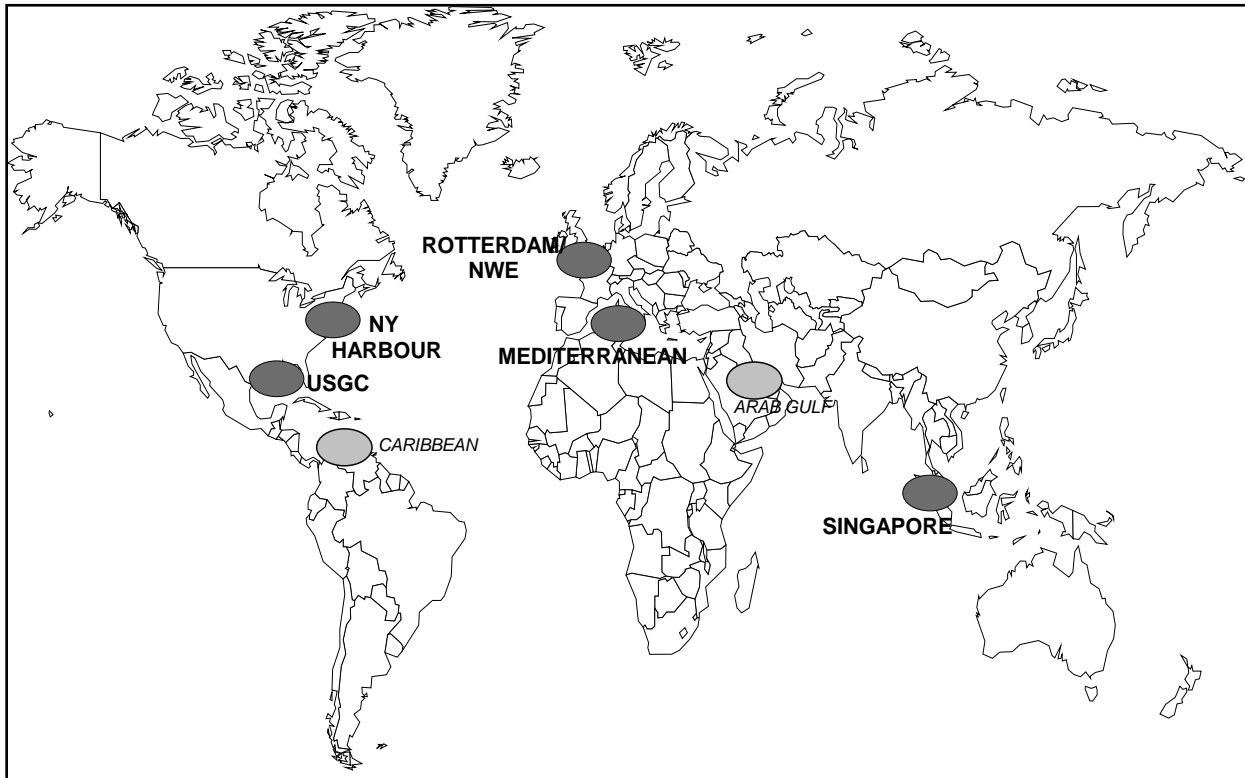 ROTTERDAM/
NWE
NY
HARBOUR
MEDITERRANEAN
USGC
ARAB GULF
CARIBBEAN
SINGAPORE